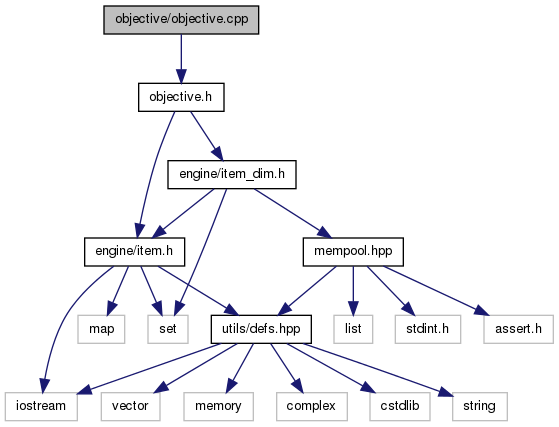 objective/objective.cpp
objective.h
engine/item_dim.h
engine/item.h
mempool.hpp
map
set
utils/defs.hpp
list
stdint.h
assert.h
iostream
vector
memory
complex
cstdlib
string